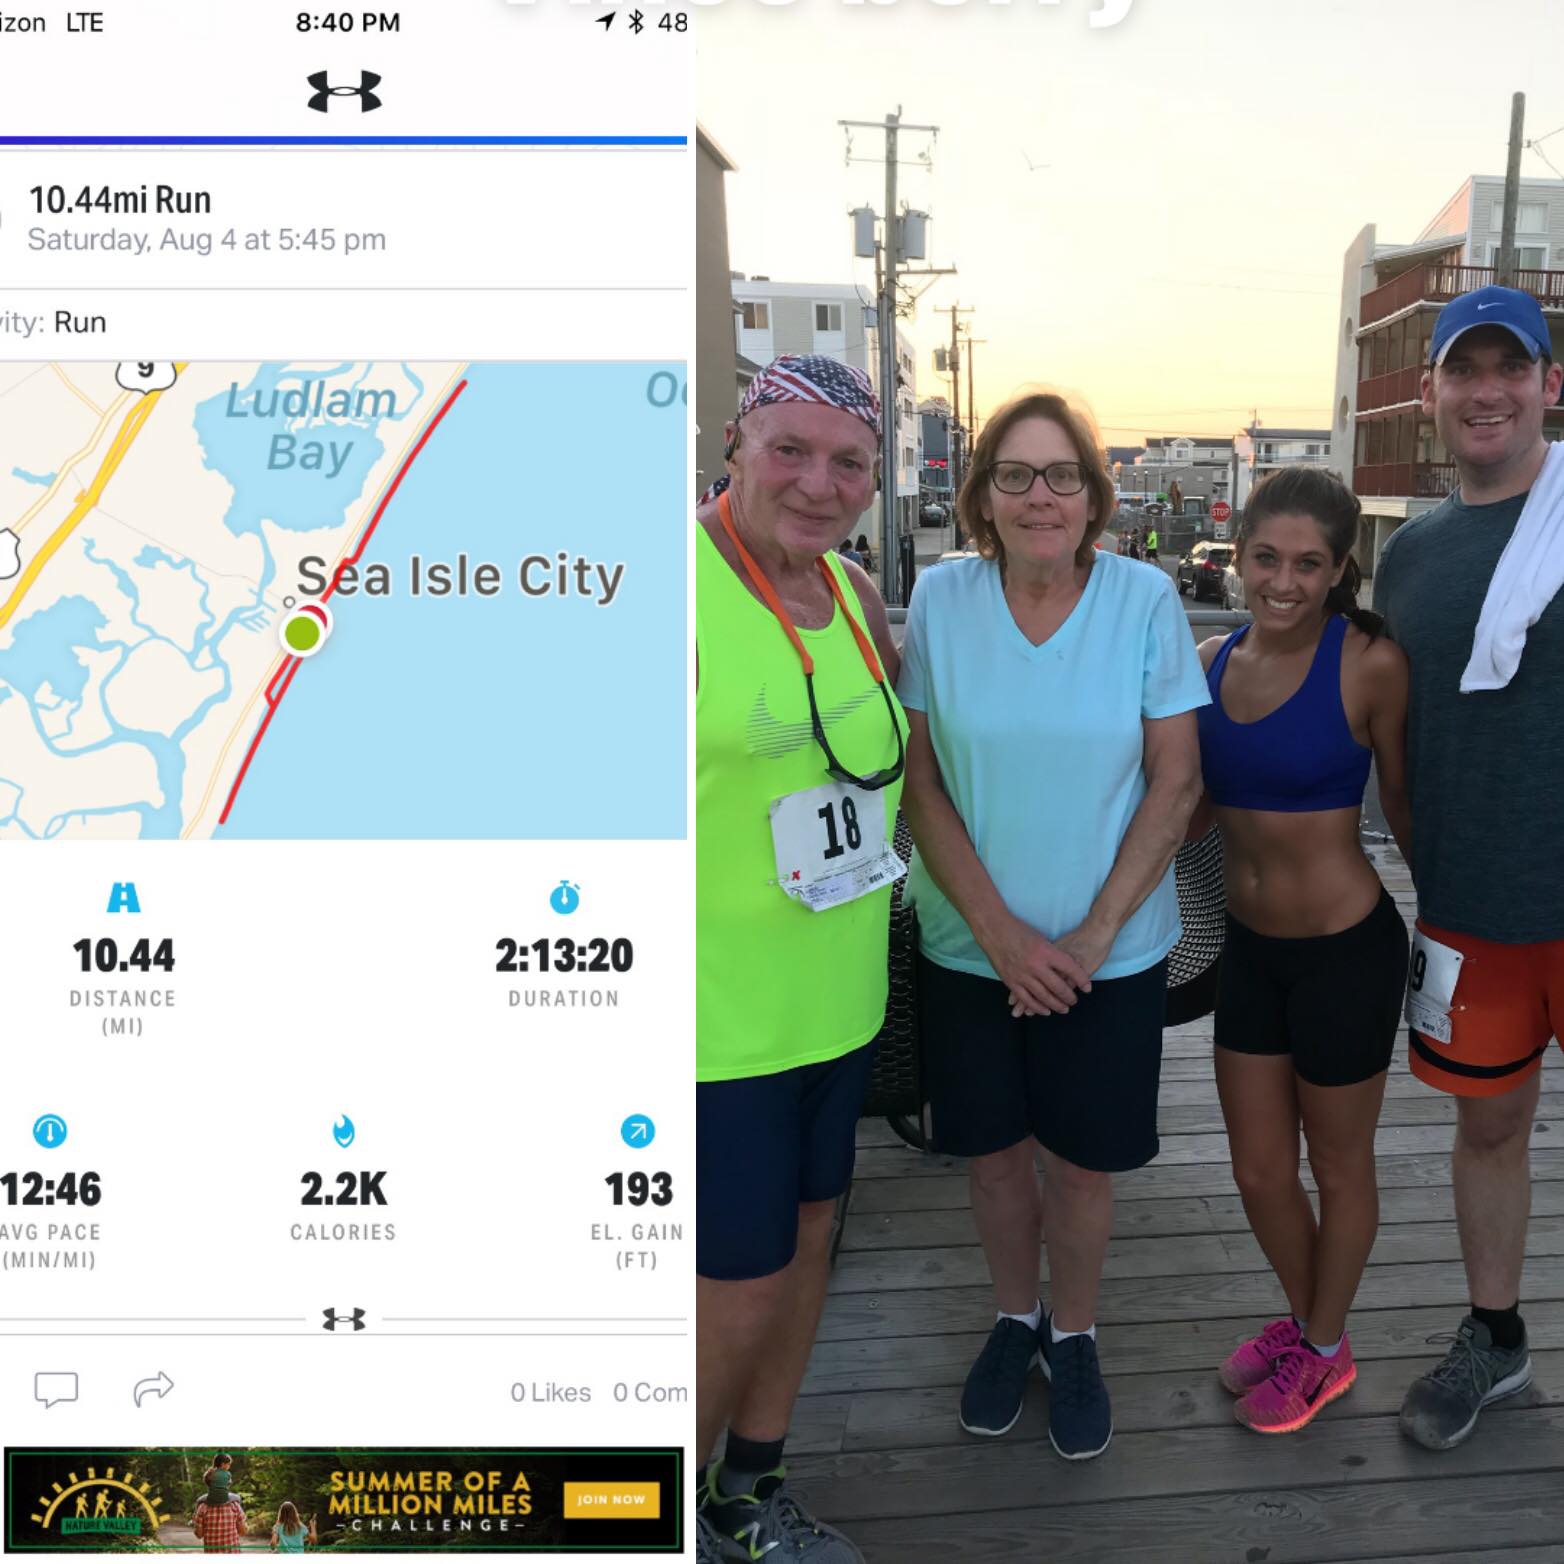 izon LTE 8:40 PM 48
10.44mi Run
Saturday, Aug 4 at 5:45 pm
vity: Run
9
Ludlam
Bay
Oc
Sea Isle City
10.44
DISTANCE
(MI)
2:13:20
DURATION
12:46
AVG PACE
(MIN/MI)
2.2K
CALORIES
193
EL. GAIN
(FT)
0 Likes 0 Com
NATURE VALLEY
SUMMER OF A
MILLION MILES
-CHALLENGE-
JOIN NOW
STOP
18
9